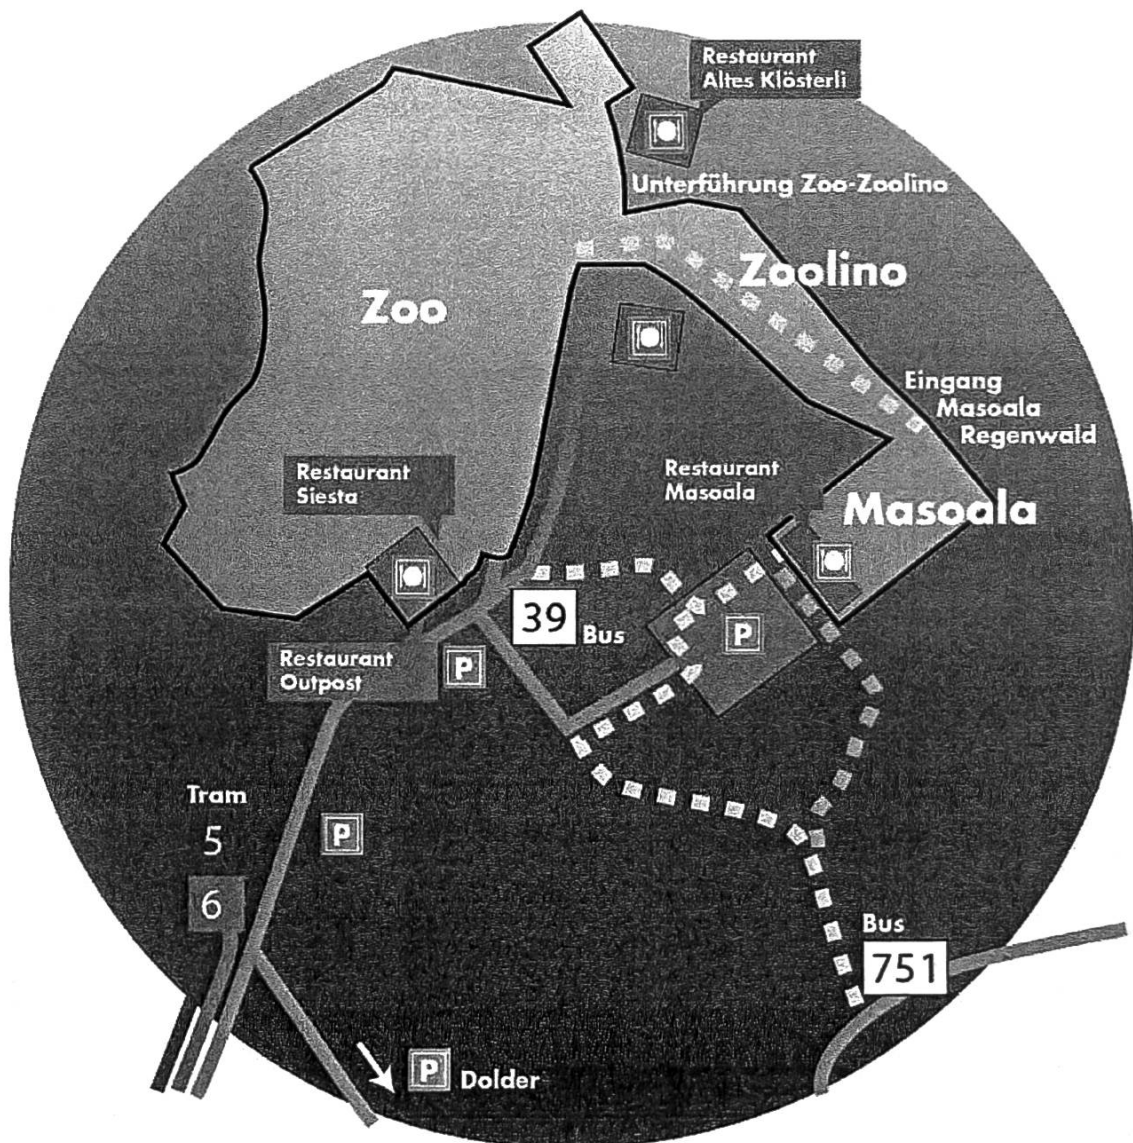 Restaurant
Altes Klösterli
Unterführung Zoo-Zoolino
Zoolino
Zoo
Eingang
Masoala
Regenwald
Restaurant
Siesta
Restaurant
Masoala
Masoala
39 Bus
P
Restaurant
Outpost
P
Tram
5
P
6
Bus
751
P Dolder